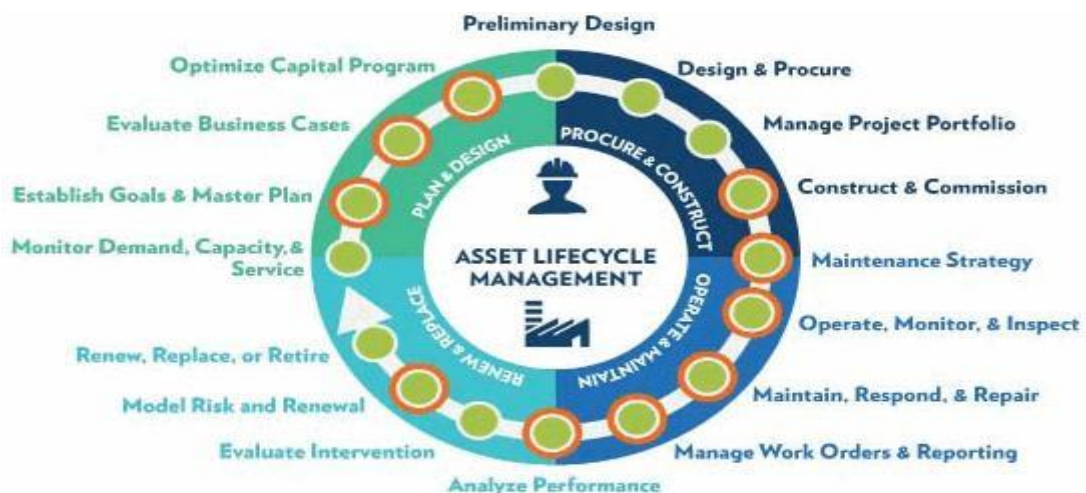 Preliminary Design
Optimize Capital Program
Design & Procure
Evaluate Business Cases
Manage Project Portfolio
Establish Goals & Master Plan
Construct & Commission
Monitor Demand, Capacity,&
Service
Maintenance Strategy
Operate, Monitor, & Inspect
Renew, Replace, or Retire
Maintain, Respond, & Repair
Model Risk and Renewal
Evaluate Intervention
Manage Work Orders & Reporting
Analyze Performance
PLAN & DESIGN
PROCURE & CONSTRUCT
OPERATE & MAINTAIN
RENEW & REPLACE
ASSET LIFECYCLE
MANAGEMENT